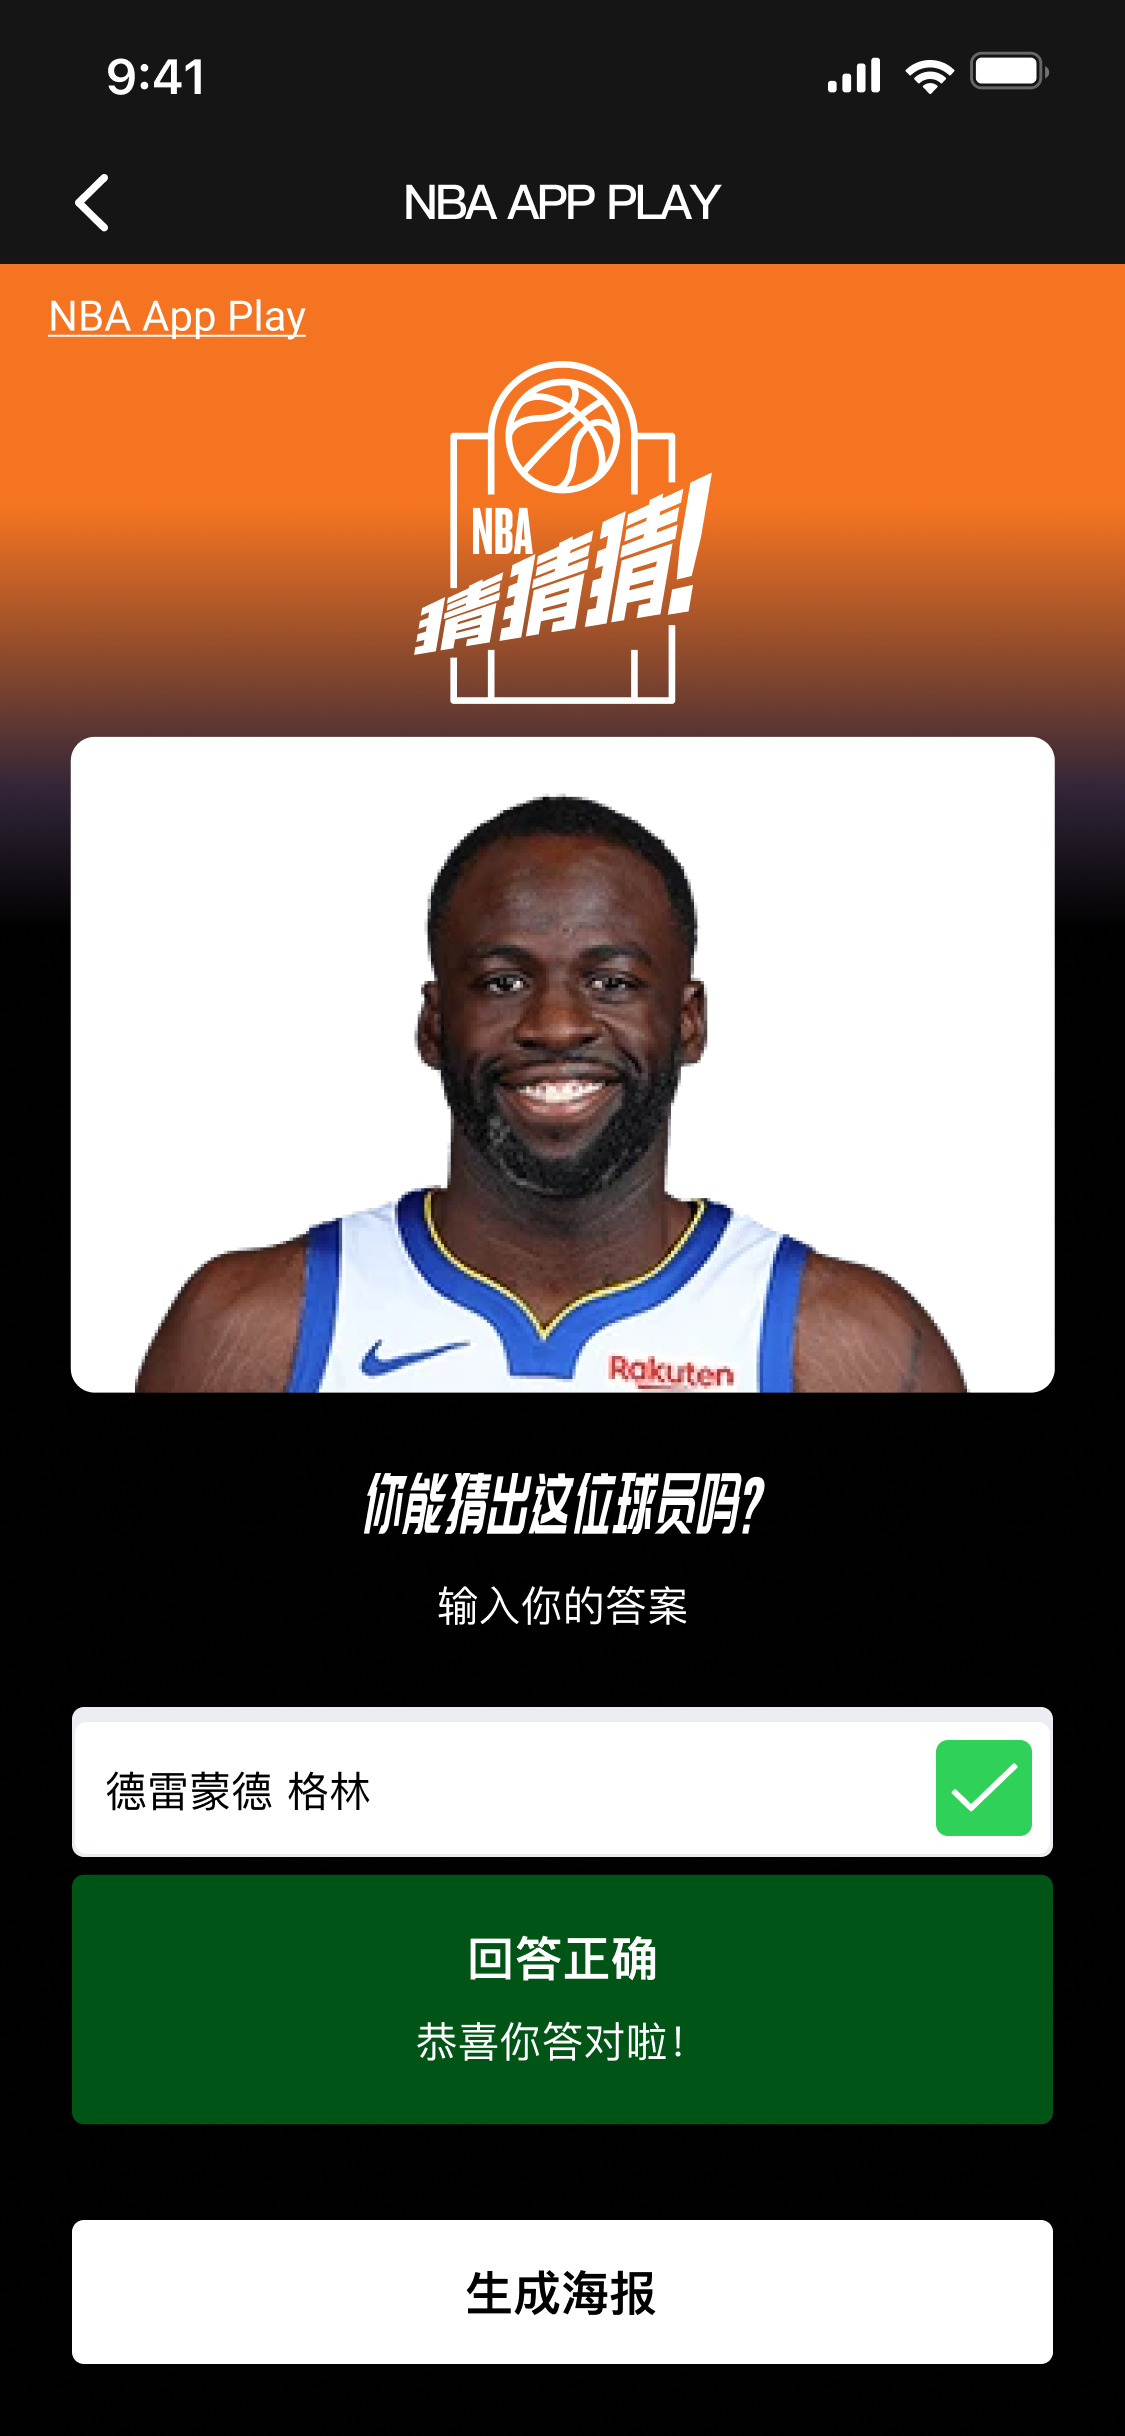 9:41
NBA APP PLAY
NBA App Play
NBA
猜猜猜!
Rakuten
你能猜出这位球员吗?
输入你的答案
德雷蒙德 格林
回答正确
恭喜你答对啦!
生成海报